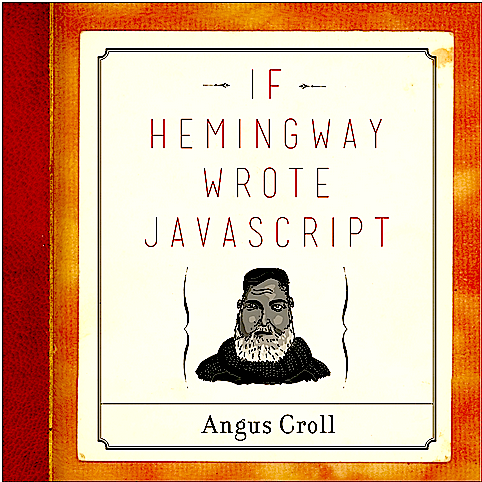 IF
HEMINGWAY
WROTE
JAVASCRIPT
Angus Croll